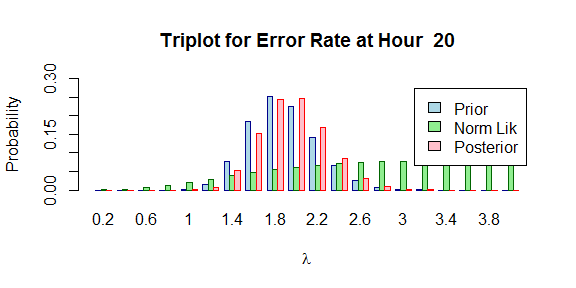 Triplot for Error Rate at Hour 20
Probability
0.30
0.15
0.00
Prior
Norm Lik
Posterior
0.2 0.6 1 1.4 1.8 2.2 2.6 3 3.4 3.8
λ